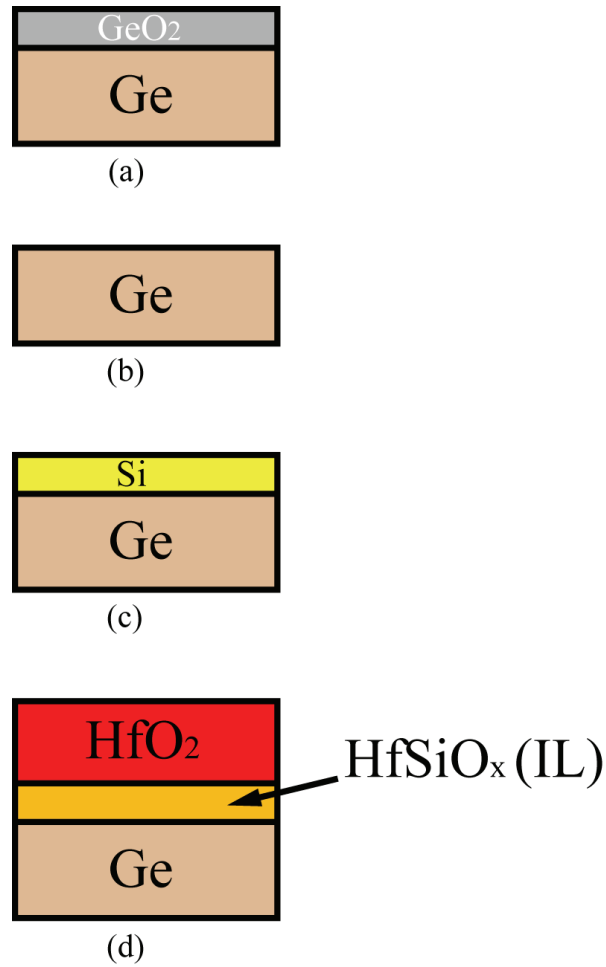 GeO₂
Ge
(a)
Ge
(b)
Si
Ge
(c)
HfO₂
HfSiOₓ (IL)
Ge
(d)